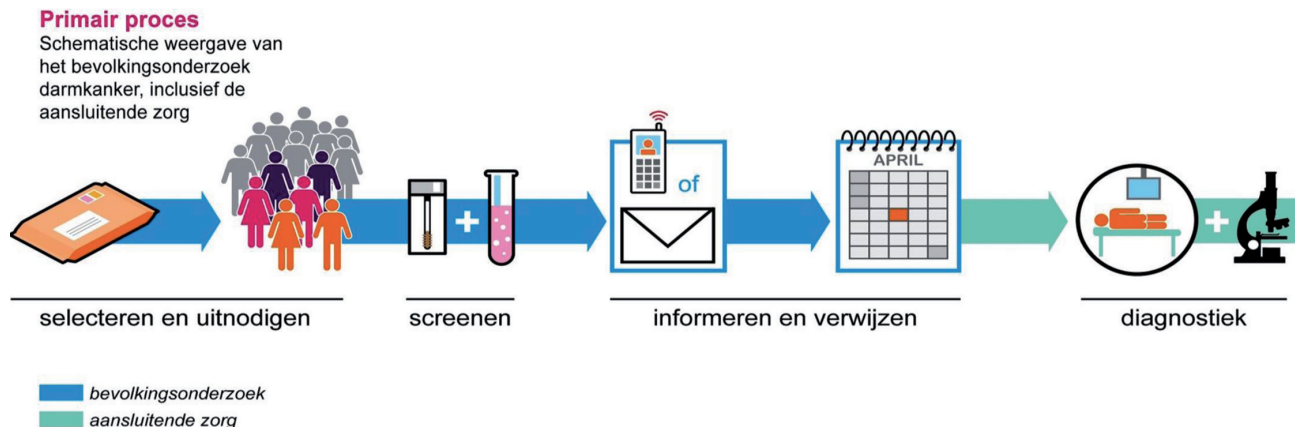 Primair proces
Schematische weergave van
het bevolkingsonderzoek
darmkanker, inclusief de
aansluitende zorg
of
APRIL
selecteren en uitnodigen
screenen
informeren en verwijzen
diagnostiek
bevolkingsonderzoek
aansluitende zorg